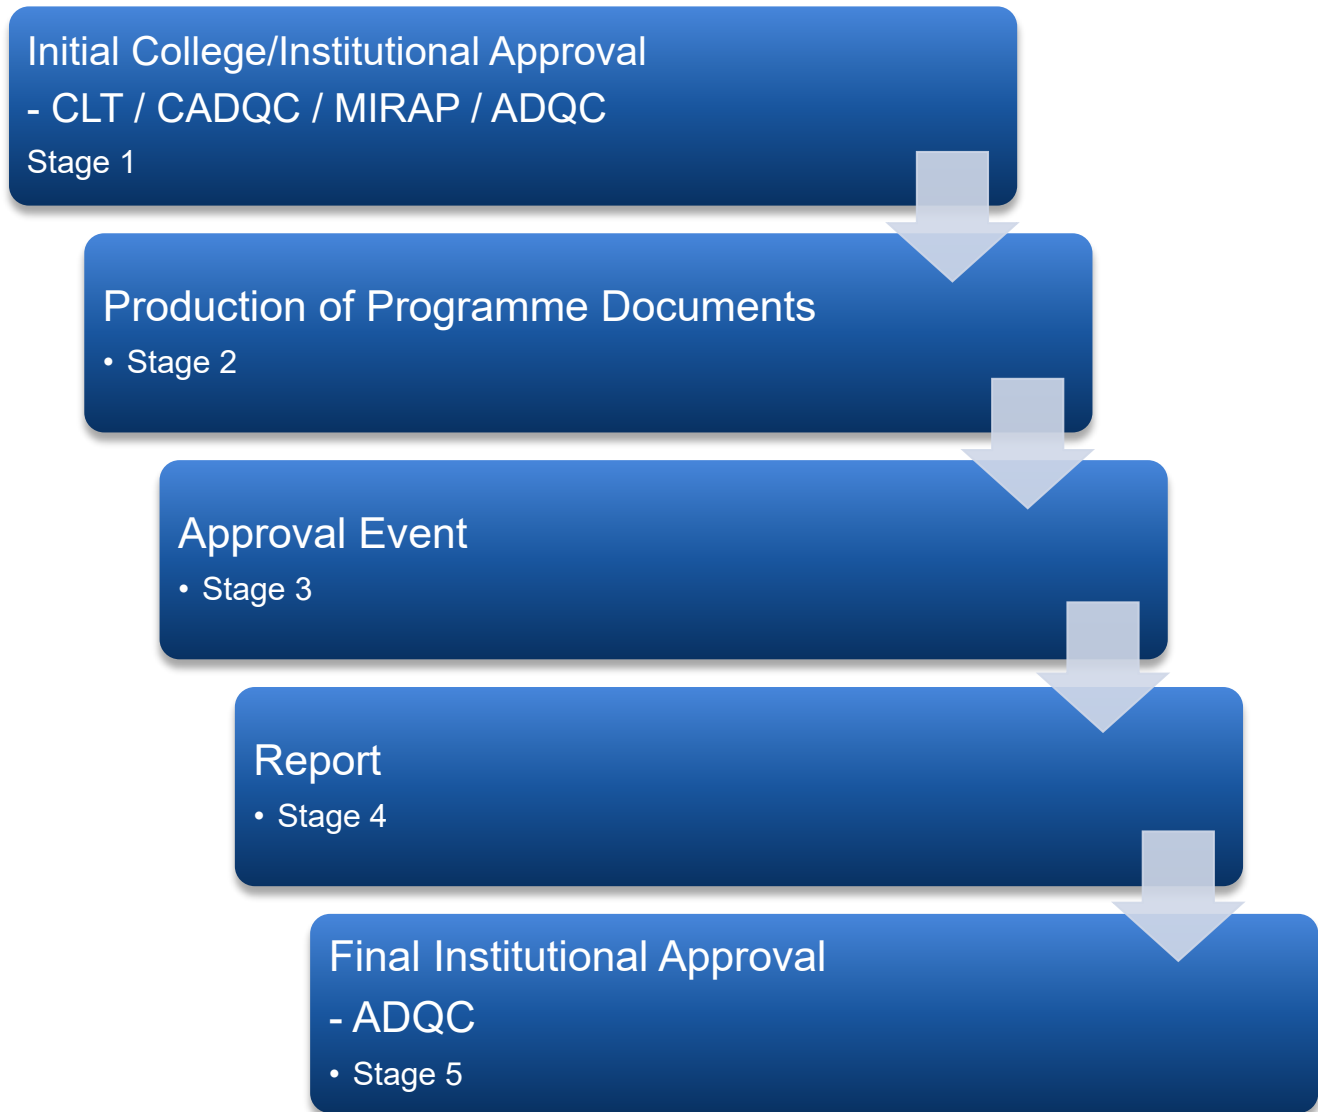 Initial College/Institutional Approval
- CLT / CADQC / MIRAP / ADQC
Stage 1
Production of Programme Documents
• Stage 2
Approval Event
• Stage 3
Report
• Stage 4
Final Institutional Approval
- ADQC
• Stage 5